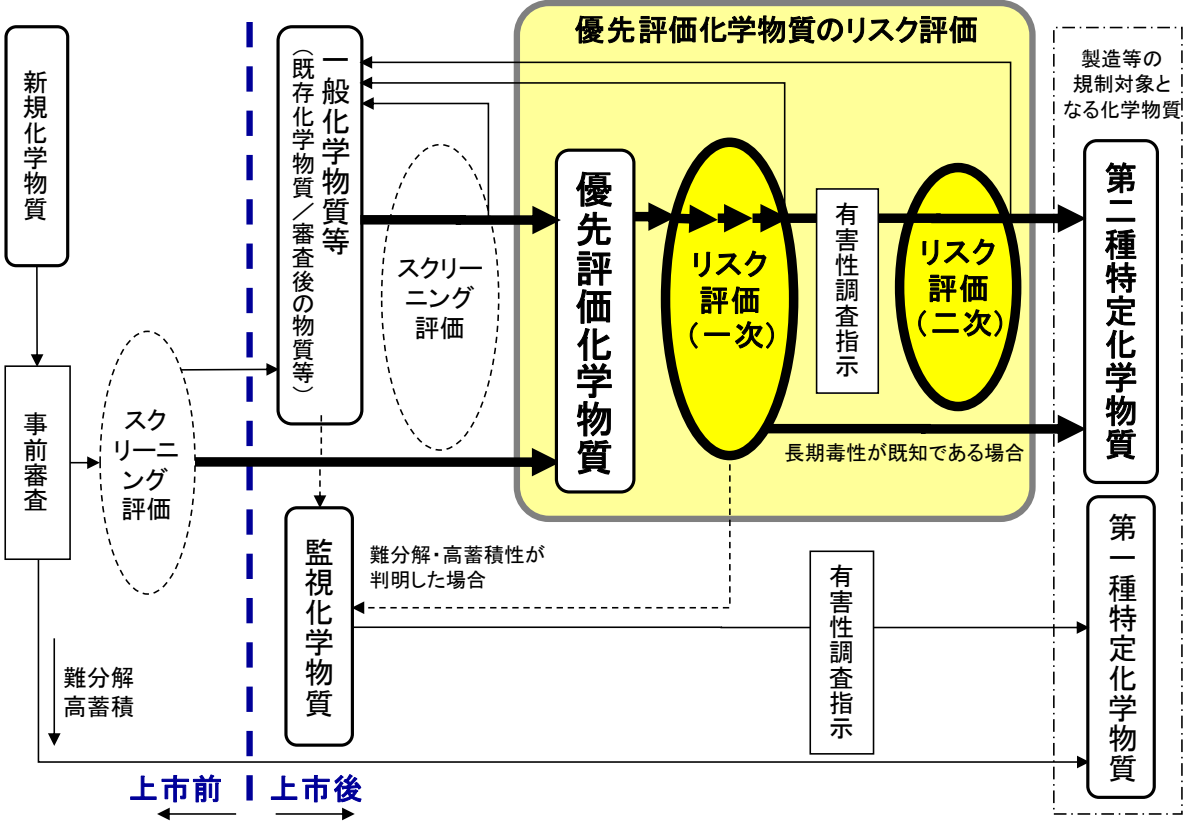 優先評価化学物質のリスク評価
製造等の
規制対象と
なる化学物質
新規化学物質
一般化学物質等
（既存化学物質／審査後の物質等）
スクリー
ニング
評価
優先評価化学物質
リスク
評価
（一次）
有害性調査指示
リスク
評価
（二次）
第二種特定化学物質
長期毒性が既知である場合
事前審査
スク
リーニ
ング
評価
監視化学物質
難分解・高蓄積性が
判明した場合
有害性調査指示
第一種特定化学物質
難分解
高蓄積
上市前
上市後